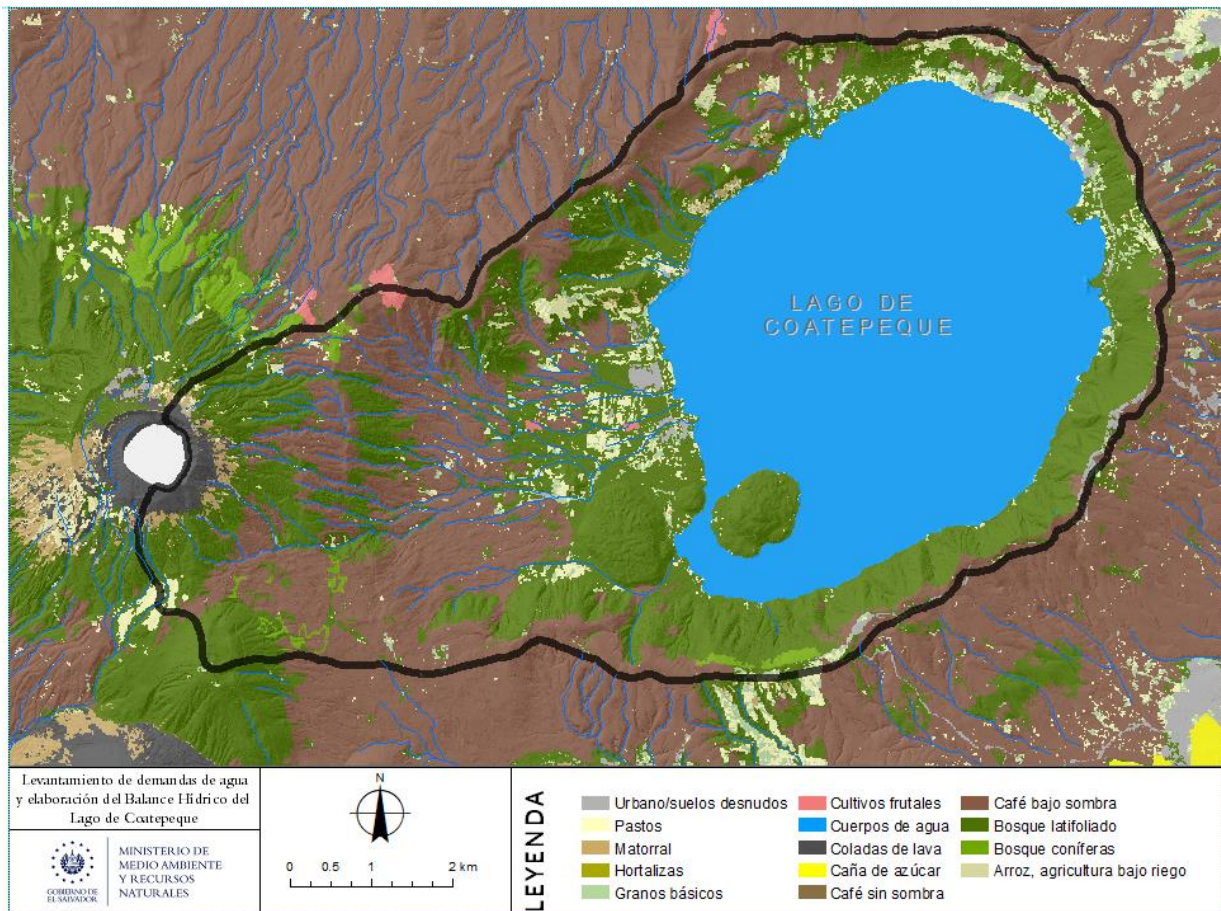 LAGO DE
COATEPEQUE
Levantamiento de demandas de agua
y elaboración del Balance Hídrico del
Lago de Coatepeque
GOBIERNO DE
EL SALVADOR
MINISTERIO DE
MEDIO AMBIENTE
Y RECURSOS
NATURALES
N
0 0.5 1 2 km
LEYENDA
Urbano/suelos desnudos
Pastos
Matorral
Hortalizas
Granos básicos
Cultivos frutales
Cuerpos de agua
Coladas de lava
Caña de azúcar
Café sin sombra
Café bajo sombra
Bosque latifoliado
Bosque coníferas
Arroz, agricultura bajo riego